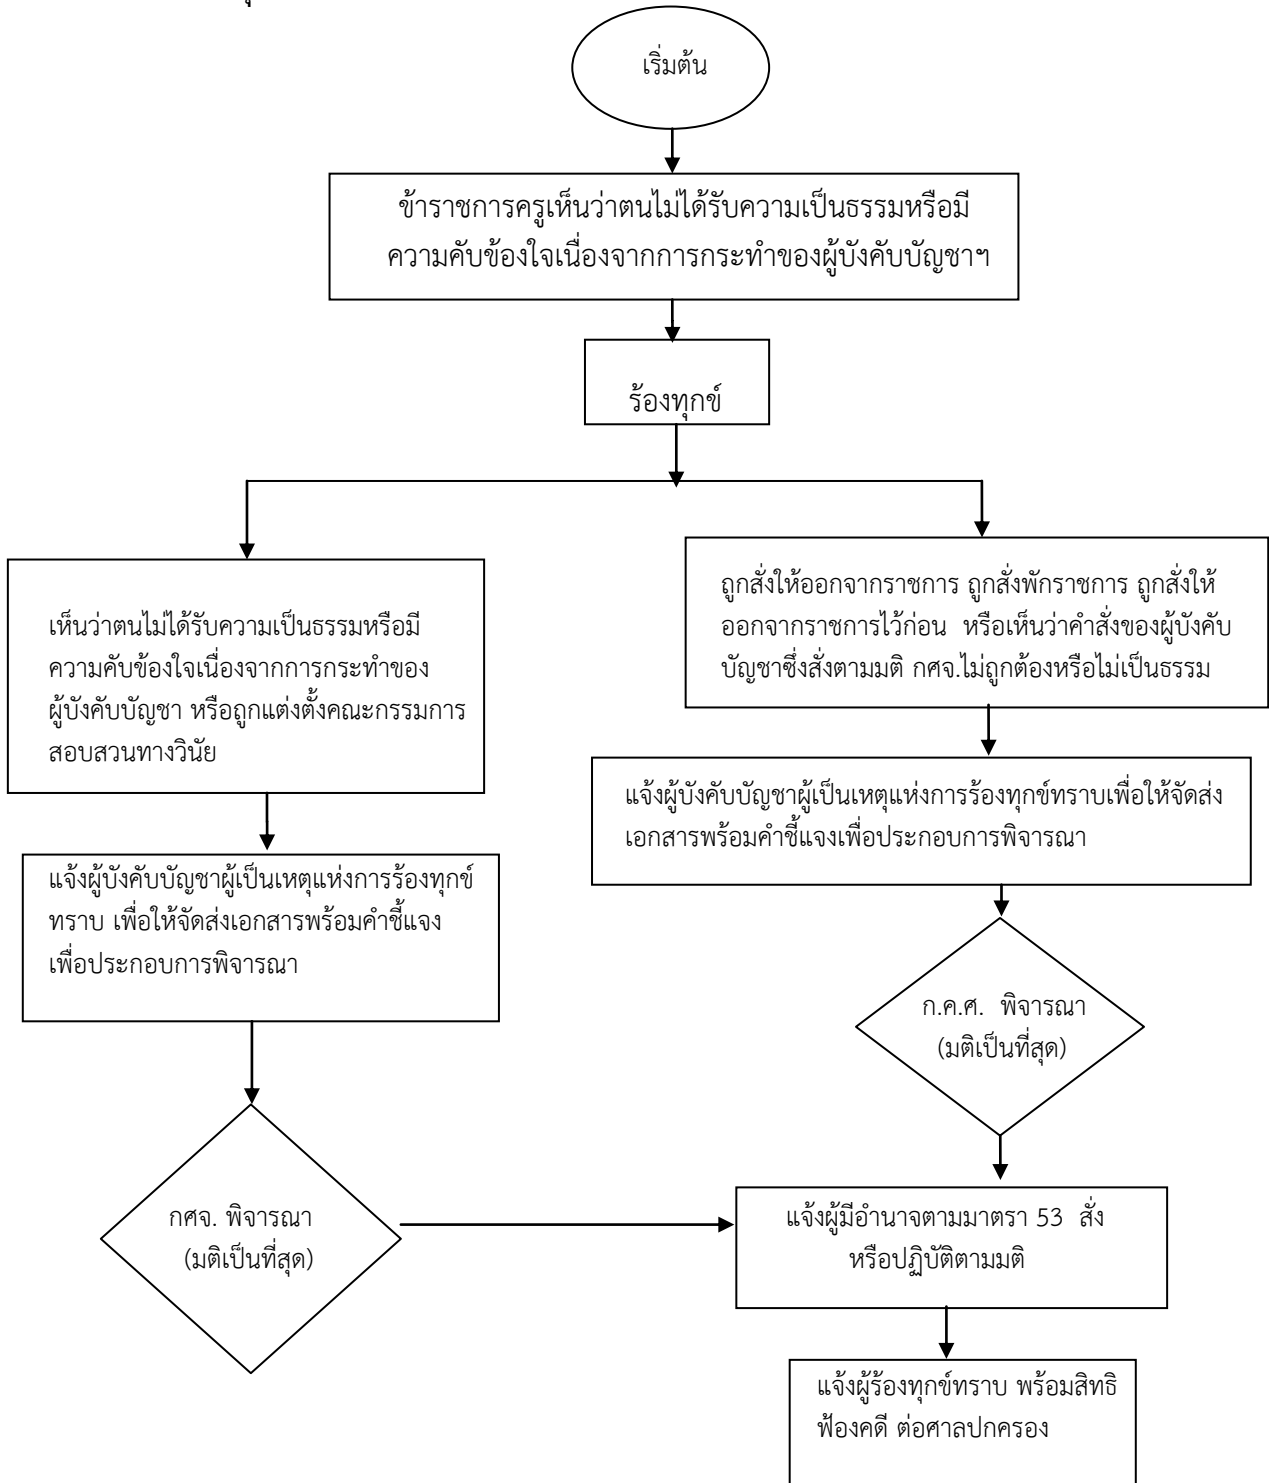 เริ่มต้น
ข้าราชการครูเห็นว่าตนไม่ได้รับความเป็นธรรมหรือมี
ความคับข้องใจเนื่องจากการกระทำของผู้บังคับบัญชาฯ
ร้องทุกข์
เห็นว่าตนไม่ได้รับความเป็นธรรมหรือมี
ความคับข้องใจเนื่องจากการกระทำของ
ผู้บังคับบัญชา หรือถูกแต่งตั้งคณะกรรมการ
สอบสวนทางวินัย
ถูกสั่งให้ออกจากราชการ ถูกสั่งพักราชการ ถูกสั่งให้
ออกจากราชการไว้ก่อน หรือเห็นว่าคำสั่งของผู้บังคับ
บัญชาซึ่งสั่งตามมติ กศจ.ไม่ถูกต้องหรือไม่เป็นธรรม
แจ้งผู้บังคับบัญชาผู้เป็นเหตุแห่งการร้องทุกข์
ทราบ เพื่อให้จัดส่งเอกสารพร้อมคำชี้แจง
เพื่อประกอบการพิจารณา
แจ้งผู้บังคับบัญชาผู้เป็นเหตุแห่งการร้องทุกข์ทราบเพื่อให้จัดส่ง
เอกสารพร้อมคำชี้แจงเพื่อประกอบการพิจารณา
ก.ค.ศ. พิจารณา
(มติเป็นที่สุด)
กศจ. พิจารณา
(มติเป็นที่สุด)
แจ้งผู้มีอำนาจตามมาตรา 53 สั่ง
หรือปฏิบัติตามมติ
แจ้งผู้ร้องทุกข์ทราบ พร้อมสิทธิ
ฟ้องคดี ต่อศาลปกครอง